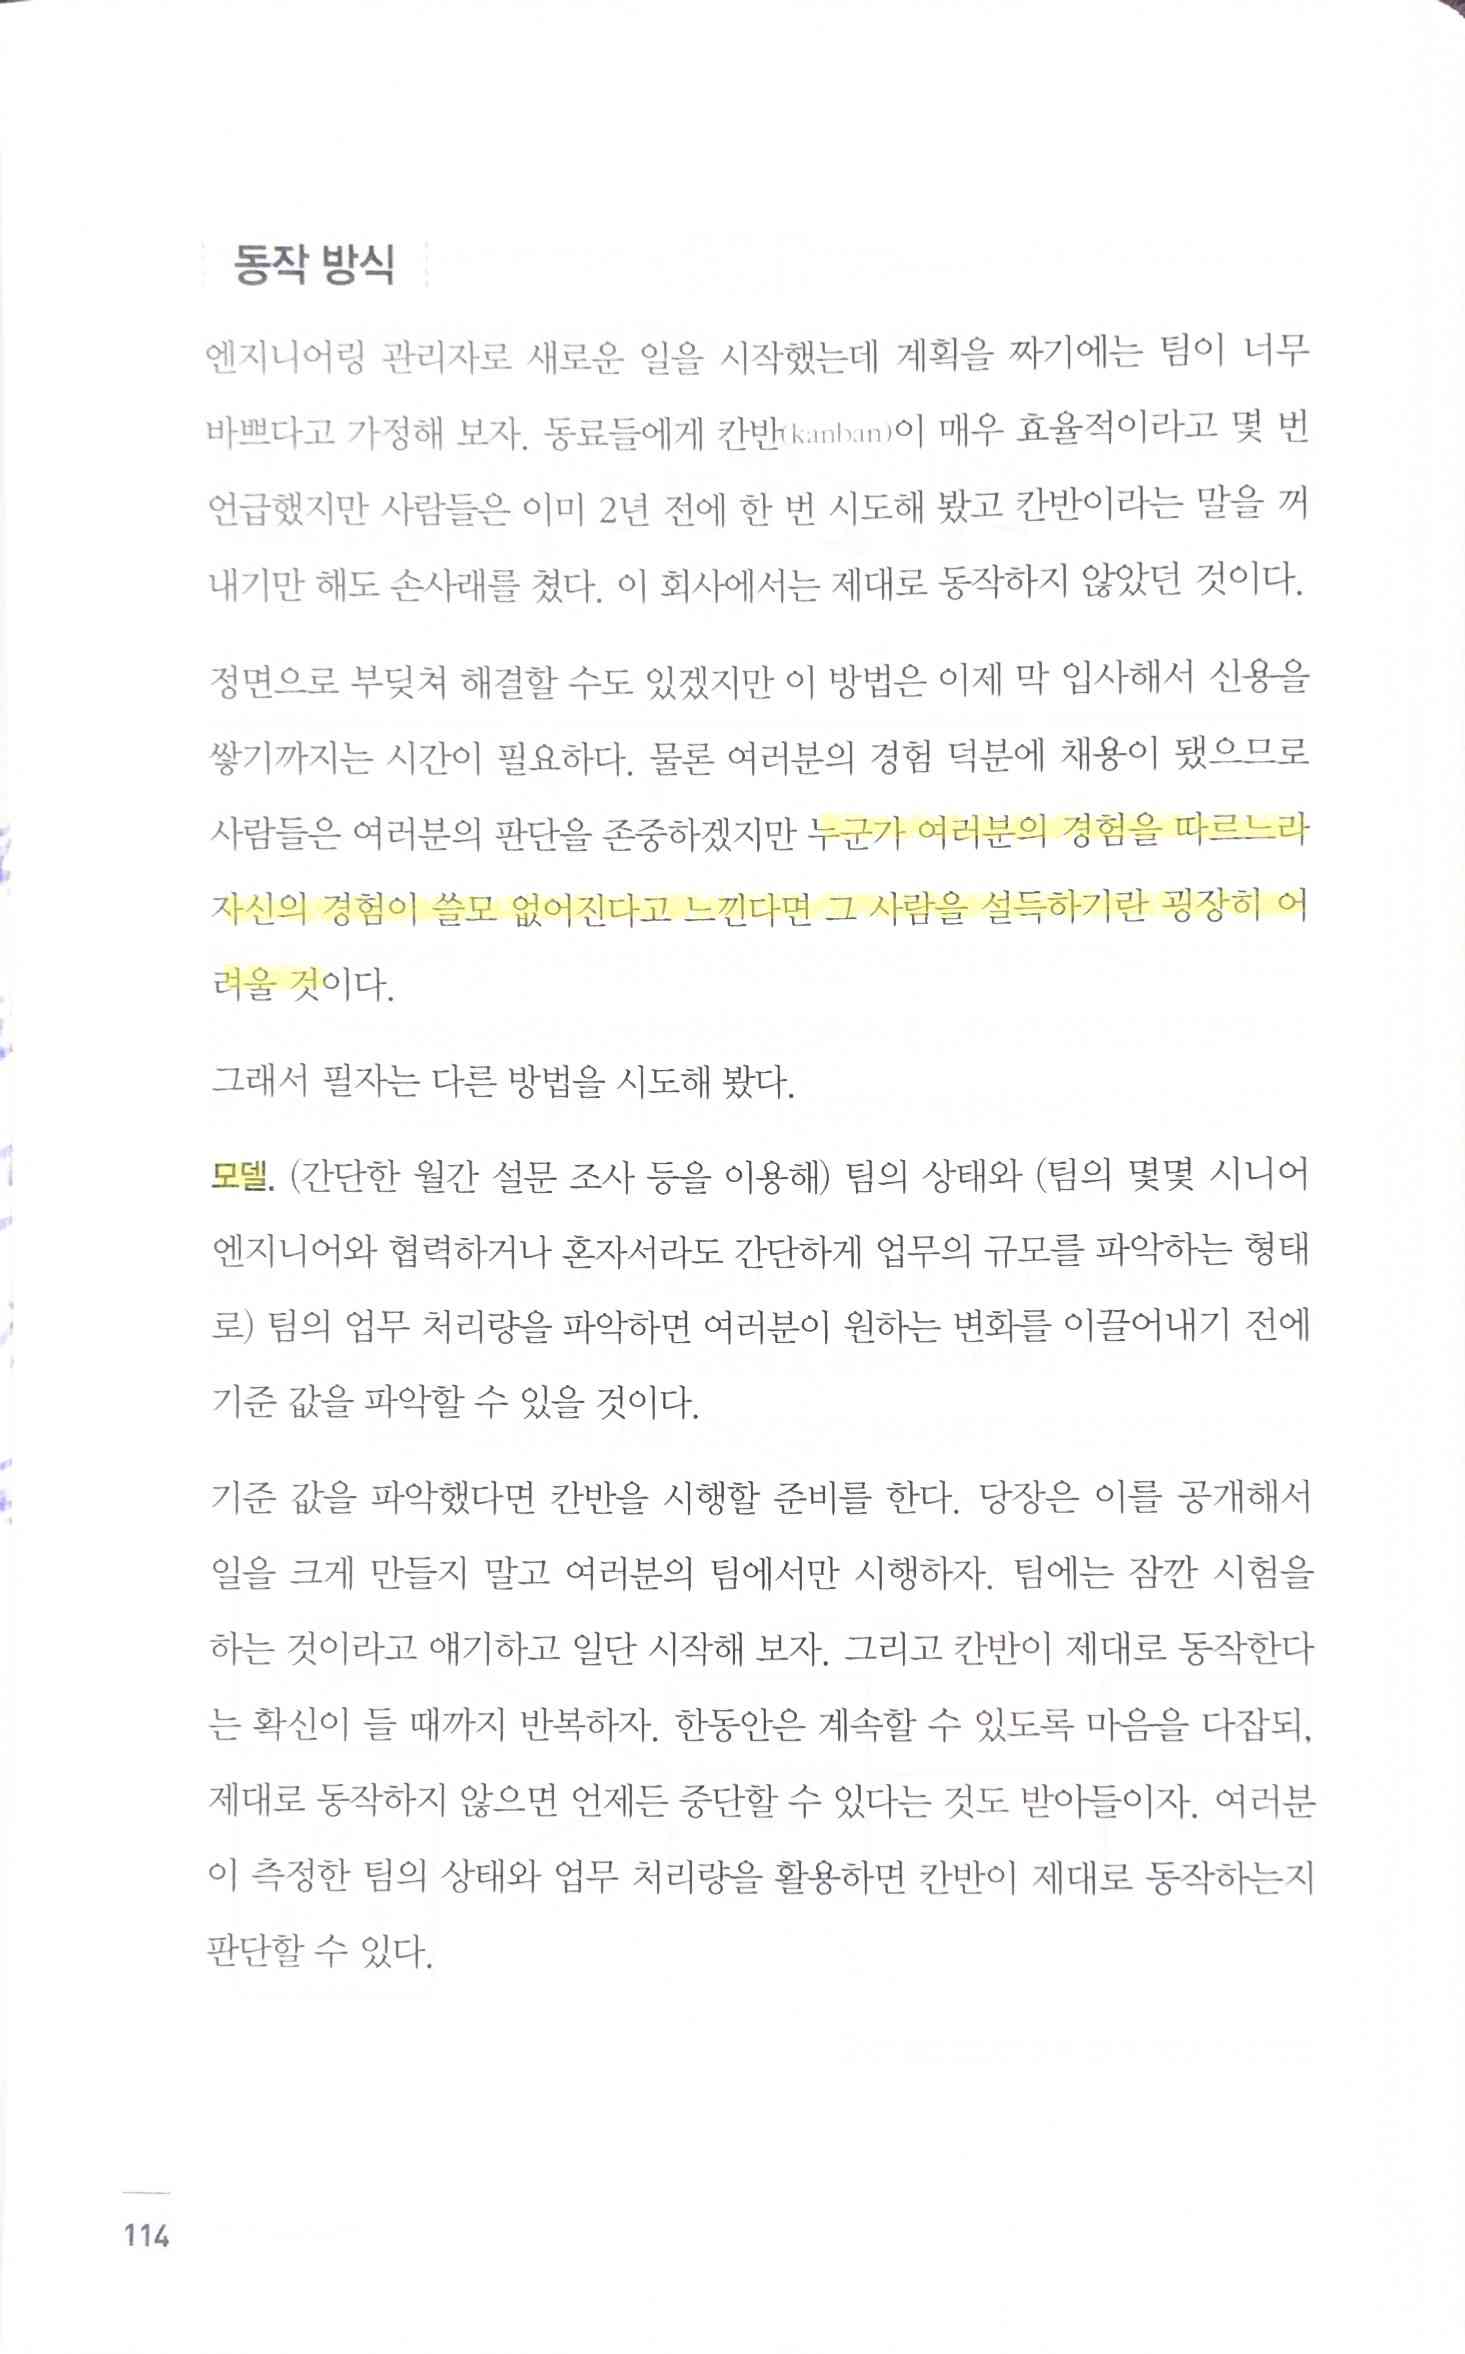 동작 방식
엔지니어링 관리자로 새로운 일을 시작했는데 계획을 짜기에는 팀이 너무
바쁘다고 가정해 보자. 동료들에게 칸반(kanban)이 매우 효율적이라고 몇 번
언급했지만 사람들은 이미 2년 전에 한 번 시도해 봤고 칸반이라는 말을 꺼
내기만 해도 손사래를 쳤다. 이 회사에서는 제대로 동작하지 않았던 것이다.
정면으로 부딪쳐 해결할 수도 있겠지만 이 방법은 이제 막 입사해서 신용을
쌓기까지는 시간이 필요하다. 물론 여러분의 경험 덕분에 채용이 됐으므로
사람들은 여러분의 판단을 존중하겠지만 누군가 여러분의 경험을 따르느라
자신의 경험이 쓸모 없어진다고 느낀다면 그 사람을 설득하기란 굉장히 어
려울 것이다.
그래서 필자는 다른 방법을 시도해 봤다.
모델. (간단한 월간 설문 조사 등을 이용해) 팀의 상태와 (팀의 몇몇 시니어
엔지니어와 협력하거나 혼자서라도 간단하게 업무의 규모를 파악하는 형태
로) 팀의 업무 처리량을 파악하면 여러분이 원하는 변화를 이끌어내기 전에
기준 값을 파악할 수 있을 것이다.
기준 값을 파악했다면 칸반을 시행할 준비를 한다. 당장은 이를 공개해서
일을 크게 만들지 말고 여러분의 팀에서만 시행하자. 팀에는 잠깐 시험을
하는 것이라고 얘기하고 일단 시작해 보자. 그리고 칸반이 제대로 동작한다
는 확신이 들 때까지 반복하자. 한동안은 계속할 수 있도록 마음을 다잡되,
제대로 동작하지 않으면 언제든 중단할 수 있다는 것도 받아들이자. 여러분
이 측정한 팀의 상태와 업무 처리량을 활용하면 칸반이 제대로 동작하는지
판단할 수 있다.
114